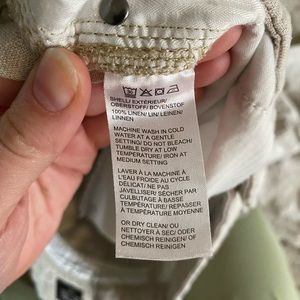 SHELL/ EXTÉRIEUR/
OBERSTOFF/ BOVENSTOF
100% LINEN/ LIN/ LEINEN/
LINNEN
MACHINE WASH IN COLD
WATER AT A GENTLE
SETTING/ DO NOT BLEACH/
TUMBLE DRY AT LOW
TEMPERATURE/ IRON AT
MEDIUM SETTING
LAVER À LA MACHINE À
L'EAU FROIDE AU CYCLE
DÉLICAT/ NE PAS
JAVELLISER/ SÉCHAGE PAR
CULBUTAGE À BASSE
TEMPÉRATURE/ REPASSER
À TEMPÉRATURE MOYENNE
OR/ DRY CLEAN/ OU
NETTOYER À SEC/ OR/
CHEMISCH REINIGEN/ OF/
CHEMISCH REINIGEN